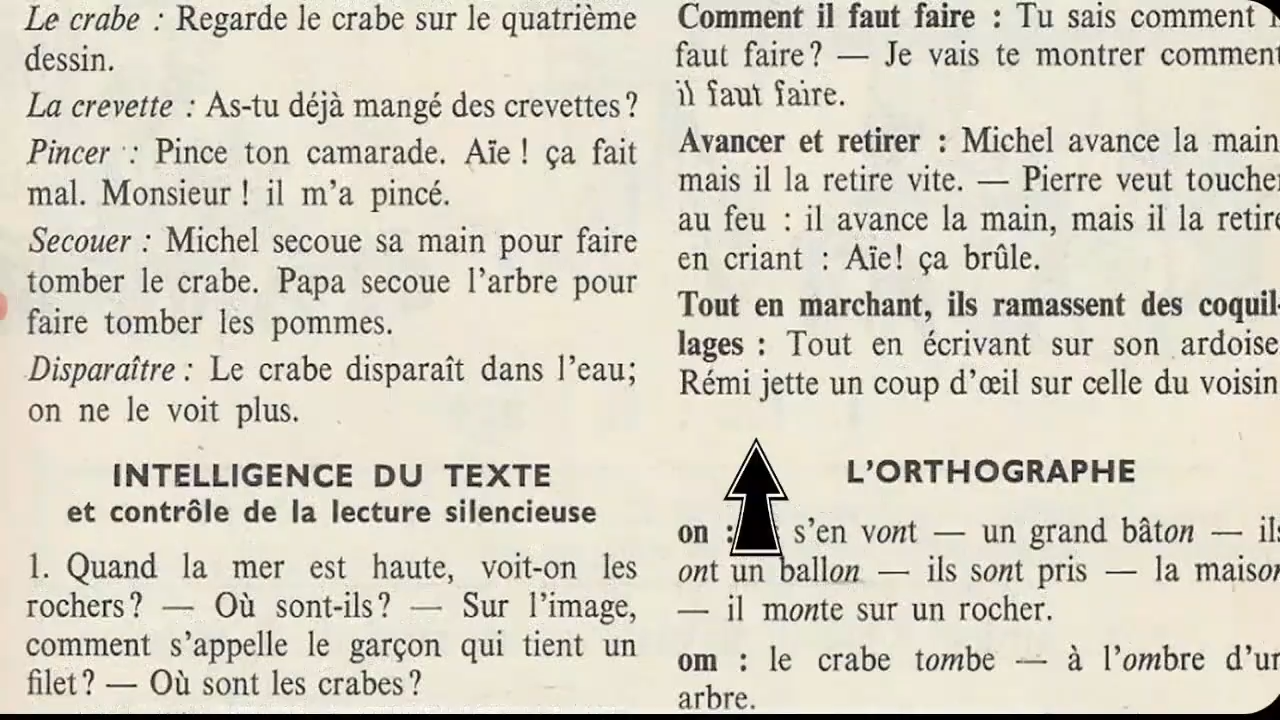 Le crabe : Regarde le crabe sur le quatrième
dessin.
La crevette : As-tu déjà mangé des crevettes ?
Pincer : Pince ton camarade. Aïe ! ça fait
mal. Monsieur ! il m'a pincé.
Secouer : Michel secoue sa main pour faire
tomber le crabe. Papa secoue l'arbre pour
faire tomber les pommes.
Disparaître : Le crabe disparaît dans l'eau;
on ne le voit plus.
INTELLIGENCE DU TEXTE
et contrôle de la lecture silencieuse
1. Quand la mer est haute, voit-on les
rochers ? — Où sont-ils ? — Sur l'image,
comment s'appelle le garçon qui tient un
filet ? — Où sont les crabes ?
Comment il faut faire : Tu sais comment
faut faire ? — Je vais te montrer comment
il faut faire.
Avancer et retirer : Michel avance la main
mais il la retire vite. — Pierre veut touche
au feu : il avance la main, mais il la retire
en criant : Aïe! ça brûle.
Tout en marchant, ils ramassent des coquil-
lages : Tout en écrivant sur son ardoise
Rémi jette un coup d'œil sur celle du voisin
L'ORTHOGRAPHE
on : s'en vont — un grand bâton — ils
ont un ballon — ils sont pris — la maison
— il monte sur un rocher.
om : le crabe tombe — à l'ombre d'un
arbre.